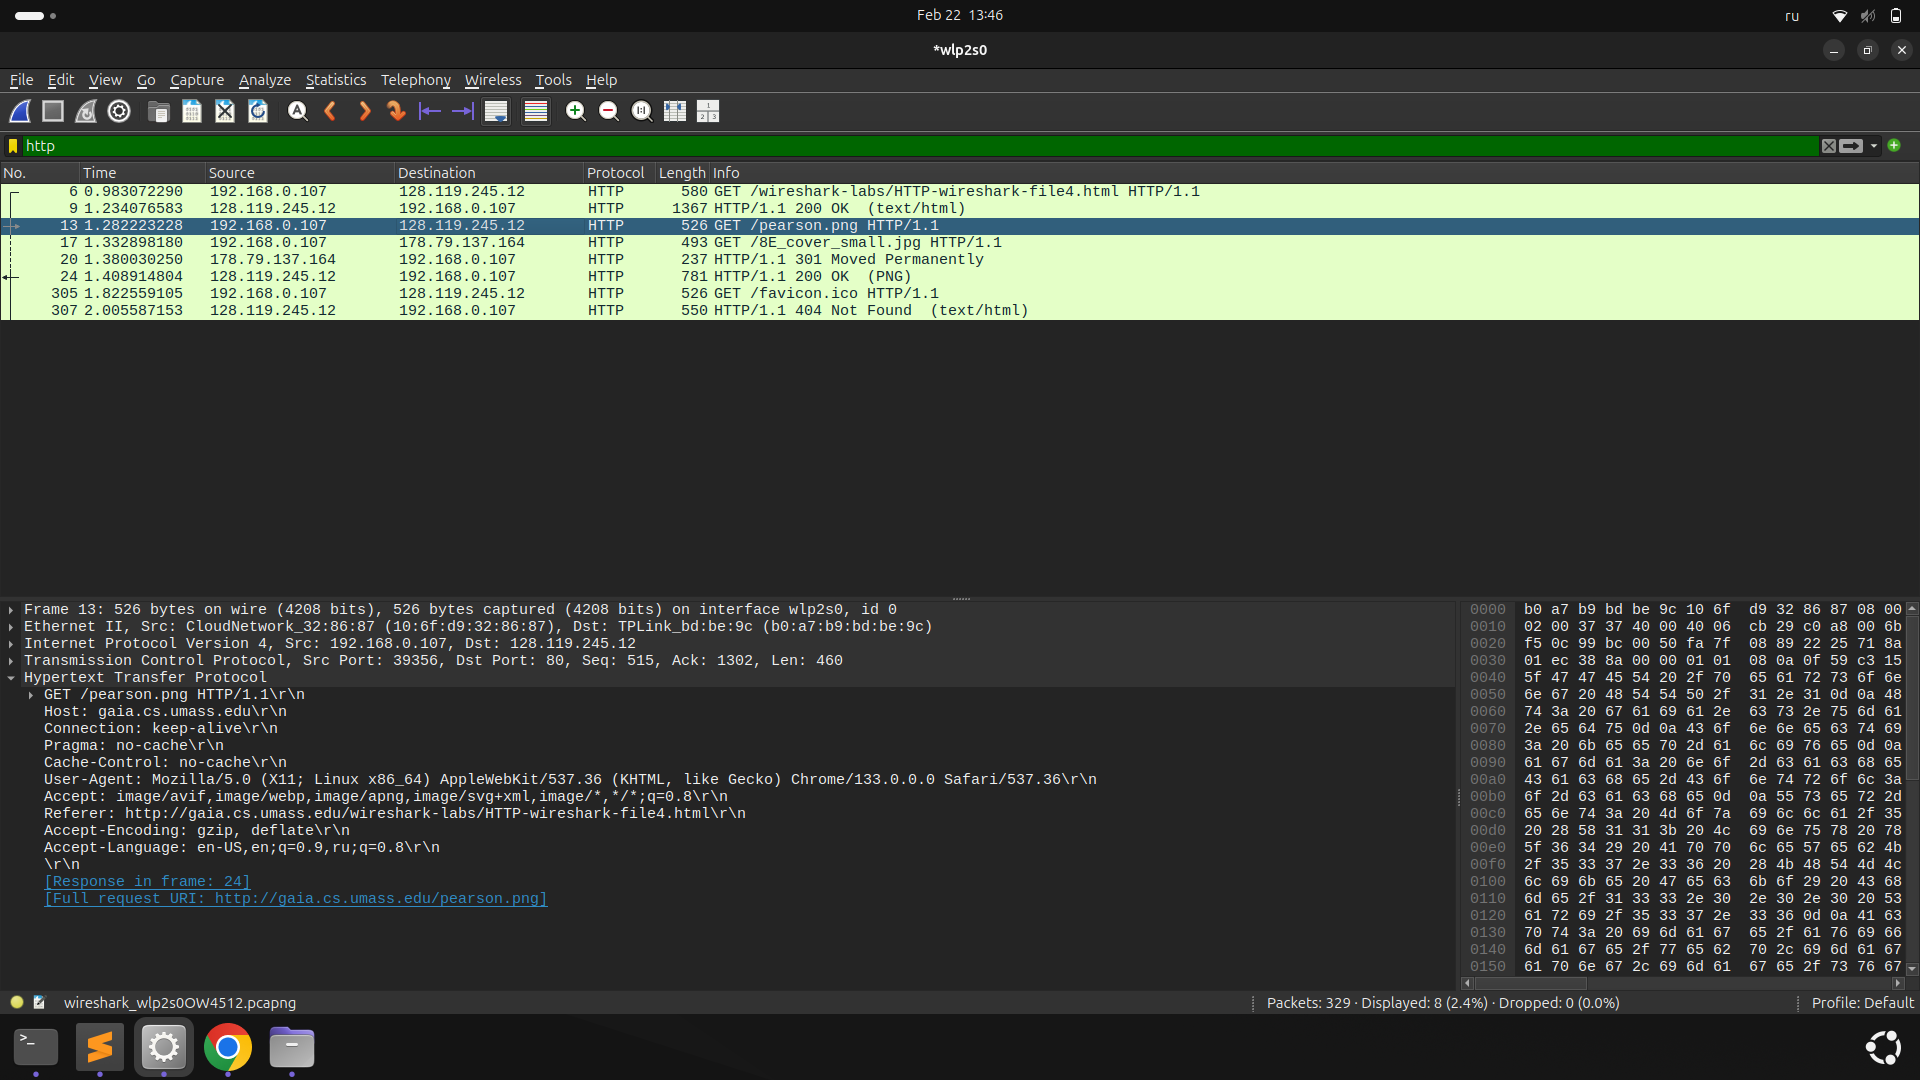 Feb 22 13:46
ru
*wlp2s0
File Edit View Go Capture Analyze Statistics Telephony Wireless Tools Help
http
No. Time Source Destination Protocol Length Info
6 0.983072290 192.168.0.107 128.119.245.12 HTTP 580 GET /wireshark-labs/HTTP-wireshark-file4.html HTTP/1.1
9 1.234076583 128.119.245.12 192.168.0.107 HTTP 1367 HTTP/1.1 200 OK (text/html)
13 1.282223228 192.168.0.107 128.119.245.12 HTTP 526 GET /pearson.png HTTP/1.1
17 1.332898180 192.168.0.107 178.79.137.164 HTTP 493 GET /8E_cover_small.jpg HTTP/1.1
20 1.380030250 178.79.137.164 192.168.0.107 HTTP 237 HTTP/1.1 301 Moved Permanently
24 1.408914804 128.119.245.12 192.168.0.107 HTTP 781 HTTP/1.1 200 OK (PNG)
305 1.822559105 192.168.0.107 128.119.245.12 HTTP 526 GET /favicon.ico HTTP/1.1
307 2.005587153 128.119.245.12 192.168.0.107 HTTP 550 HTTP/1.1 404 Not Found (text/html)
Frame 13: 526 bytes on wire (4208 bits), 526 bytes captured (4208 bits) on interface wlp2s0, id 0
Ethernet II, Src: CloudNetwork_32:86:87 (10:6f:d9:32:86:87), Dst: TPLink_bd:be:9c (b0:a7:b9:bd:be:9c)
Internet Protocol Version 4, Src: 192.168.0.107, Dst: 128.119.245.12
Transmission Control Protocol, Src Port: 39356, Dst Port: 80, Seq: 515, Ack: 1302, Len: 460
Hypertext Transfer Protocol
GET /pearson.png HTTP/1.1\r\n
Host: gaia.cs.umass.edu\r\n
Connection: keep-alive\r\n
Pragma: no-cache\r\n
Cache-Control: no-cache\r\n
User-Agent: Mozilla/5.0 (X11; Linux x86_64) AppleWebKit/537.36 (KHTML, like Gecko) Chrome/133.0.0.0 Safari/537.36\r\n
Accept: image/avif,image/webp,image/apng,image/svg+xml,image/*,*/*;q=0.8\r\n
Referer: http://gaia.cs.umass.edu/wireshark-labs/HTTP-wireshark-file4.html\r\n
Accept-Encoding: gzip, deflate\r\n
Accept-Language: en-US,en;q=0.9,ru;q=0.8\r\n
\r\n
[Response in frame: 24]
[Full request URI: http://gaia.cs.umass.edu/pearson.png]
0000 b0 a7 b9 bd be 9c 10 6f d9 32 86 87 08 00
0010 02 00 37 37 40 00 40 06 cb 29 c0 a8 00 6b
0020 f5 0c 99 bc 00 50 fa 7f 08 89 22 25 71 8a
0030 01 ec 38 8a 00 00 01 01 08 0a 0f 59 c3 15
0040 5f 47 47 45 54 20 2f 70 65 61 72 73 6f 6e
0050 6e 67 20 48 54 54 50 2f 31 2e 31 0d 0a 48
0060 74 3a 20 67 61 69 61 2e 63 73 2e 75 6d 61
0070 2e 65 64 75 0d 0a 43 6f 6e 6e 65 63 74 69
0080 3a 20 6b 65 65 70 2d 61 6c 69 76 65 0d 0a
0090 61 67 6d 61 3a 20 6e 6f 2d 63 61 63 68 65
00a0 43 61 63 68 65 2d 43 6f 6e 74 72 6f 6c 3a
00b0 6f 2d 63 61 63 68 65 0d 0a 55 73 65 72 2d
00c0 65 6e 74 3a 20 4d 6f 7a 69 6c 6c 61 2f 35
00d0 20 28 58 31 31 3b 20 4c 69 6e 75 78 20 78
00e0 5f 36 34 29 20 41 70 70 6c 65 57 65 62 4b
00f0 2f 35 33 37 2e 33 36 20 28 4b 48 54 4d 4c
0100 6c 69 6b 65 20 47 65 63 6b 6f 29 20 43 68
0110 6d 65 2f 31 33 33 2e 30 2e 30 2e 30 20 53
0120 61 72 69 2f 35 33 37 2e 33 36 0d 0a 41 63
0130 70 74 3a 20 69 6d 61 67 65 2f 61 76 69 66
0140 6d 61 67 65 2f 77 65 62 70 2c 69 6d 61 67
0150 61 70 6e 67 2c 69 6d 61 67 65 2f 73 76 67
wireshark_wlp2s0OW4512.pcapng
Packets: 329 · Displayed: 8 (2.4%) · Dropped: 0 (0.0%)
Profile: Default